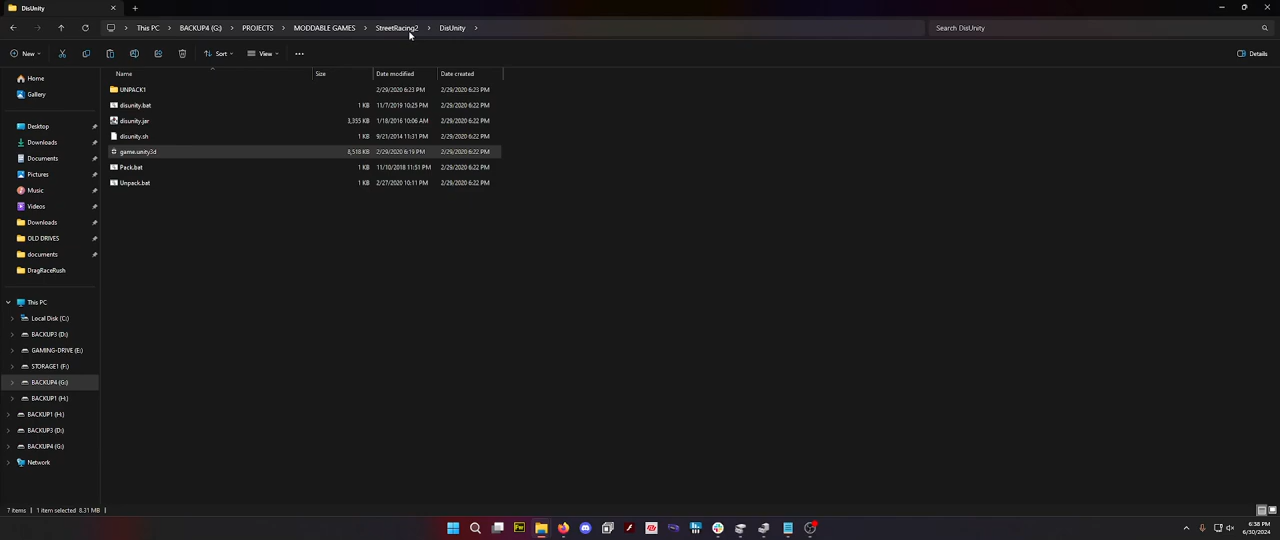 DisUnity
This PC > BACKUP4 (G:) > PROJECTS > MODDABLE GAMES > StreetRacing2 > DisUnity >
Search DisUnity
New
Sort
View
Details
Name Size Date modified Date created
UNPACK1 2/29/2020 6:23 PM 2/29/2020 6:23 PM
disunity.bat 1 KB 11/7/2019 10:25 PM 2/29/2020 6:22 PM
disunity.jar 3,355 KB 1/18/2016 10:06 AM 2/29/2020 6:22 PM
disunity.sh 1 KB 9/21/2014 11:31 PM 2/29/2020 6:22 PM
game.unity3d 8,518 KB 2/29/2020 6:19 PM 2/29/2020 6:22 PM
Pack.bat 1 KB 11/10/2018 11:51 PM 2/29/2020 6:22 PM
Unpack.bat 1 KB 2/27/2020 10:11 PM 2/29/2020 6:22 PM
Home
Gallery
Desktop
Downloads
Documents
Pictures
Music
Videos
Downloads
OLD DRIVES
documents
DragRaceRush
This PC
Local Disk (C:)
BACKUP3 (D:)
GAMING-DRIVE (E:)
STORAGE1 (F:)
BACKUP4 (G:)
BACKUP1 (H:)
BACKUP1 (H:)
BACKUP3 (D:)
BACKUP4 (G:)
Network
7 items 1 item selected 8.31 MB
Fw
6:38 PM
6/30/2024